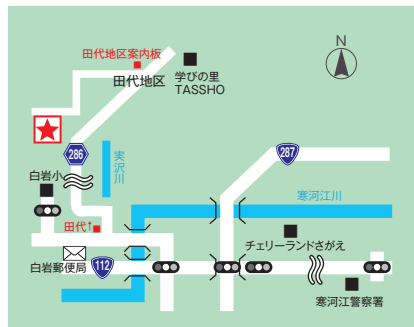 田代地区案内板
田代地区
学びの里
TASSHO
N
286
実沢川
287
白岩小
寒河江川
田代↑
チェリーランドさがえ
白岩郵便局
112
寒河江警察署